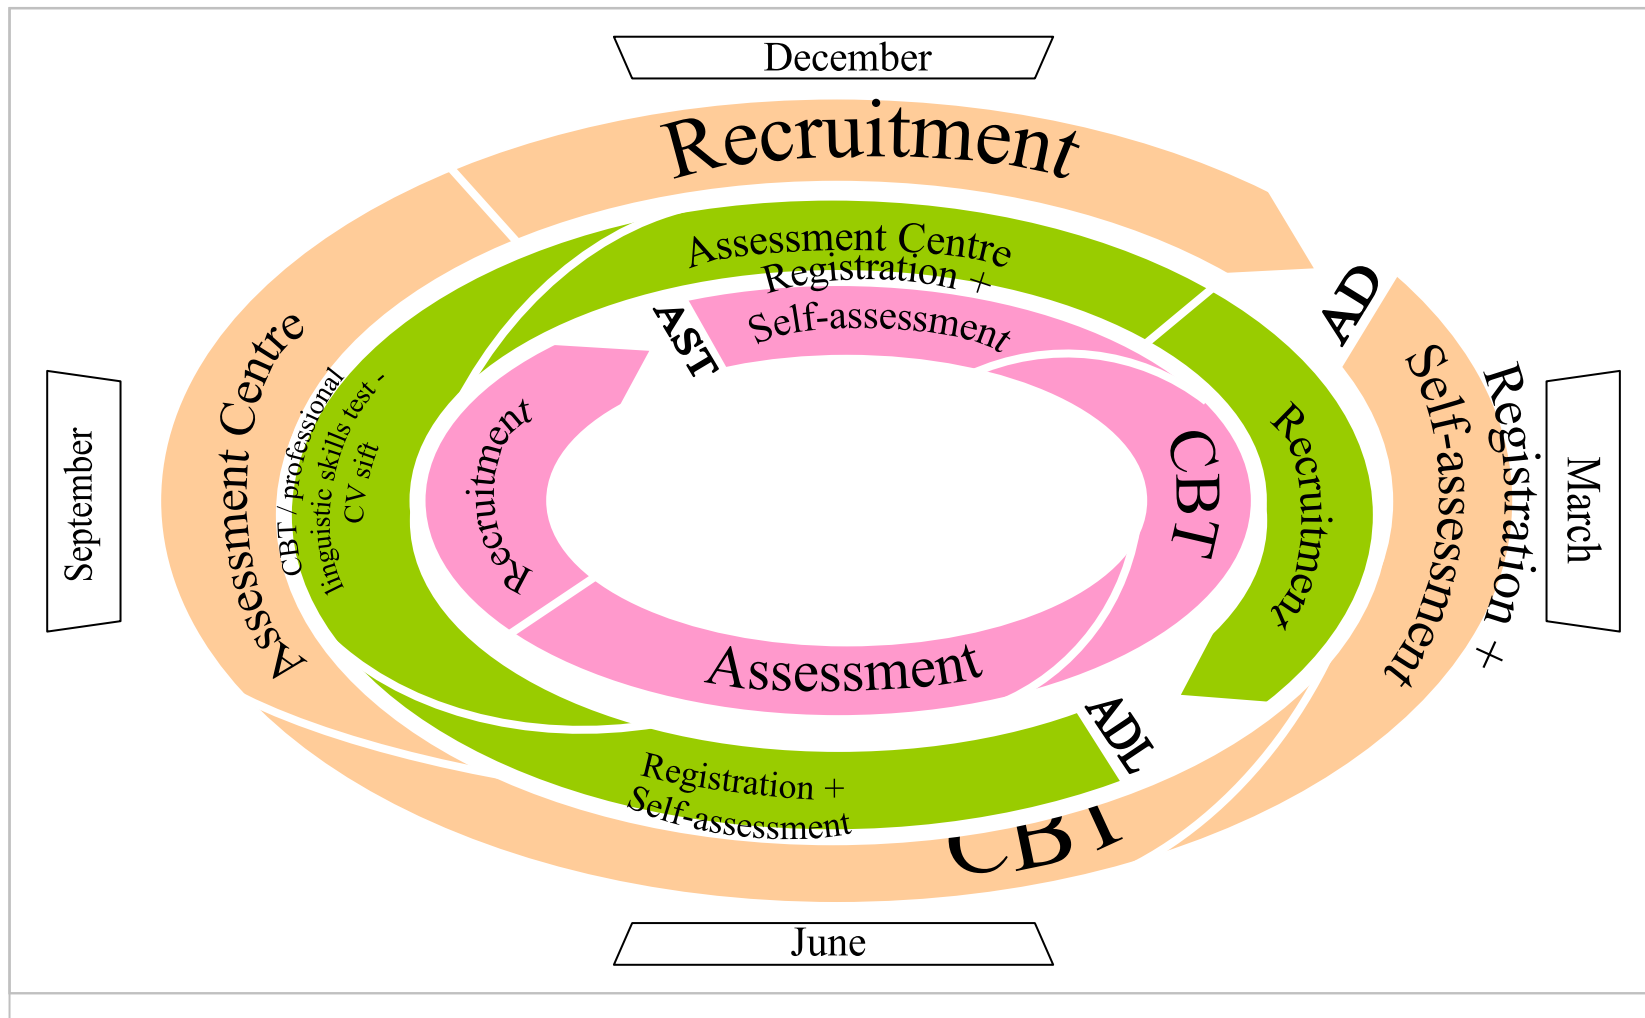 December
Recruitment
AD
Registration +
Self-assessment
March
CBT
June
Assessment Centre
September
Assessment Centre
Recruitment
ADL
Registration +
Self-assessment
CBT / professional
linguistic skills test -
CV sift
AST
Registration +
Self-assessment
CBT
Assessment
Recruitment